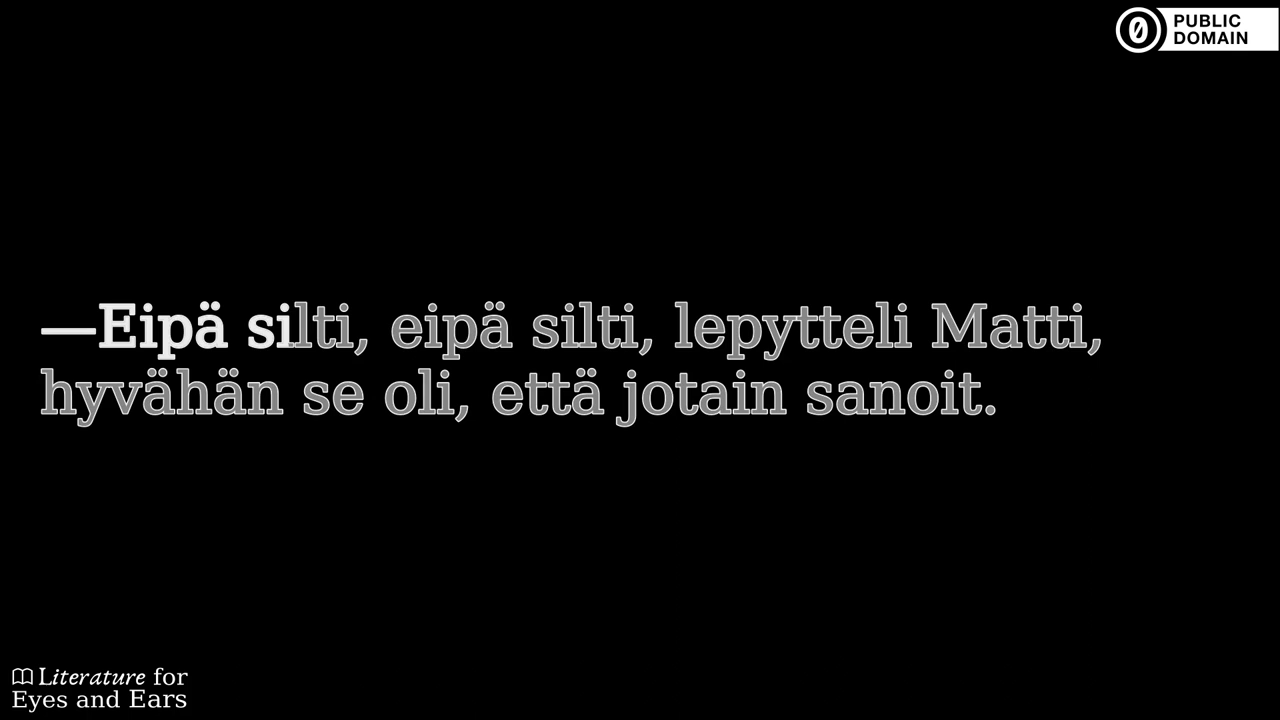 PUBLIC
DOMAIN
—Eipä silti, eipä silti, lepytteli Matti,
hyvähän se oli, että jotain sanoit.
Literature for
Eyes and Ears